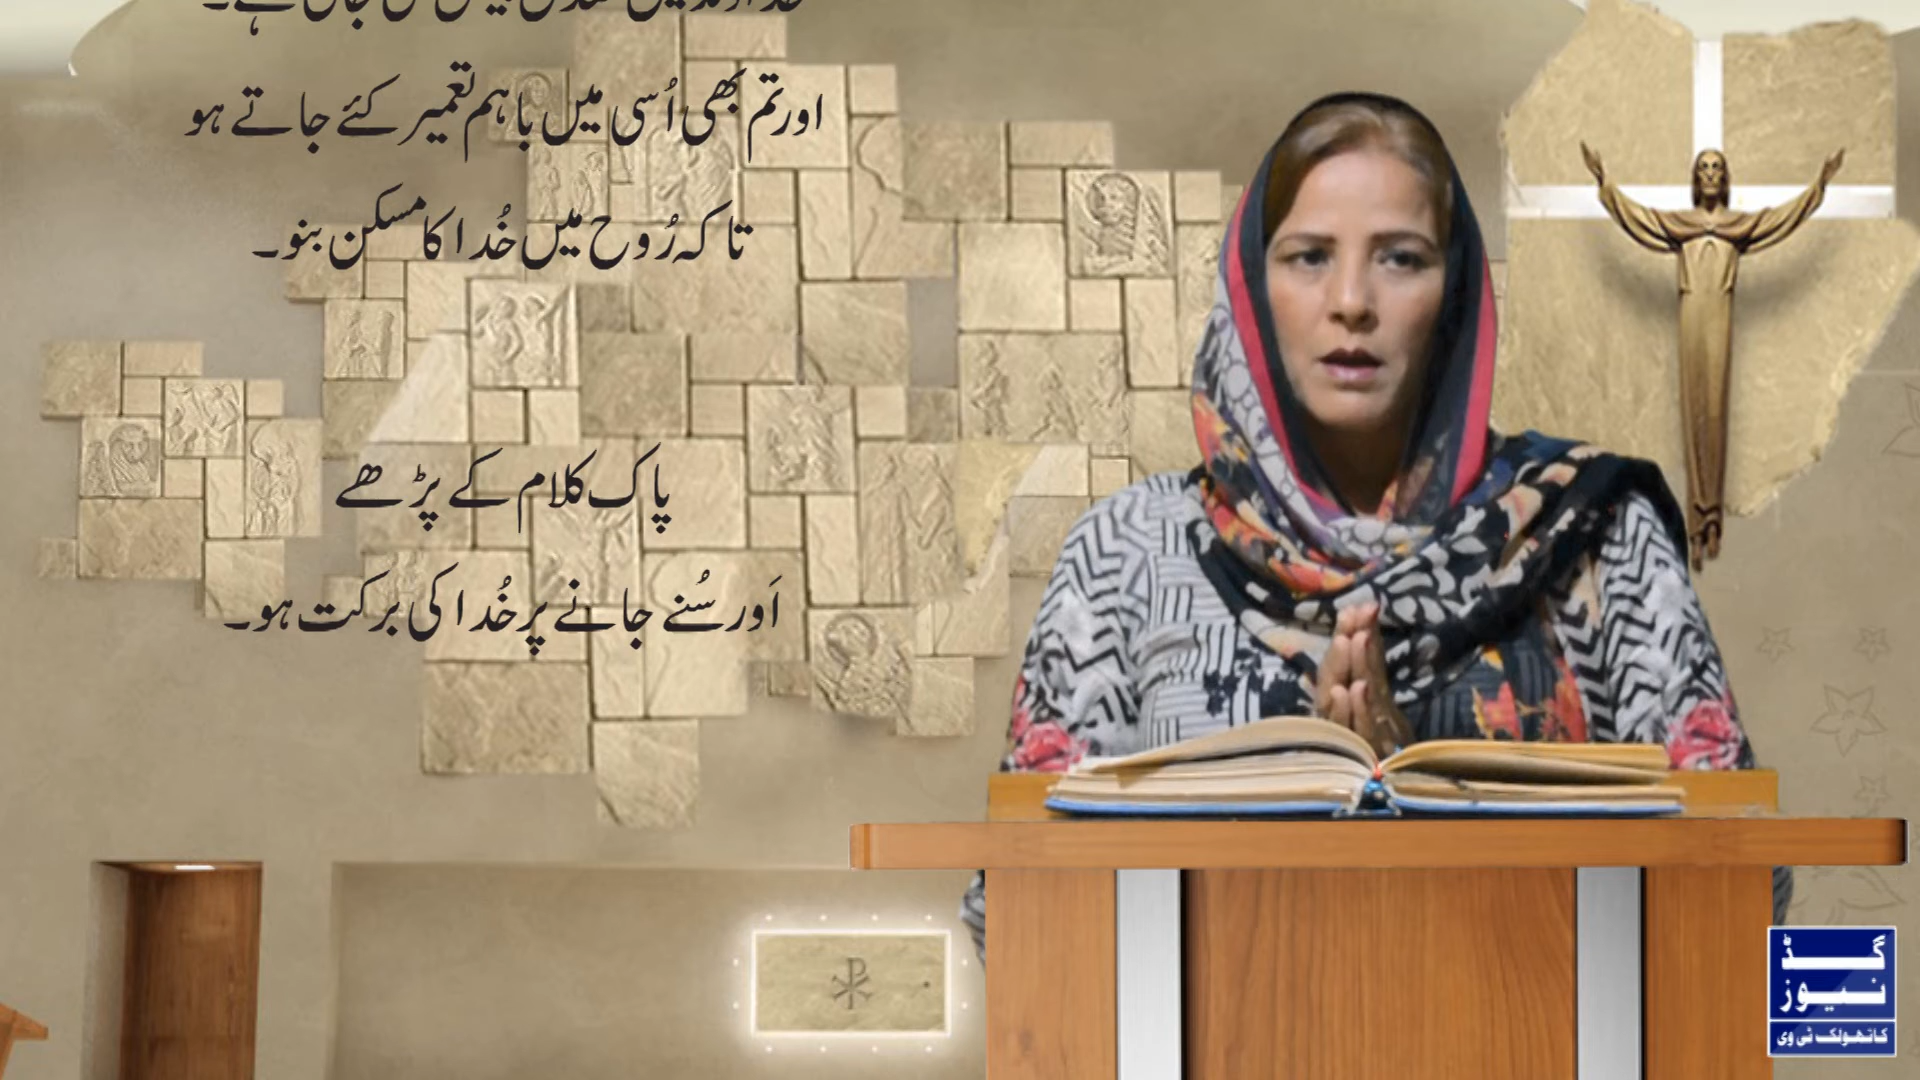 اور تم بھی اُسی میں باہم تعمیر کئے جاتے ہو
تاکہ رُوح میں خُدا کا مسکن بنو۔
پاک کلام کے پڑھے
اَور سُنے جانے پر خُدا کی برکت ہو۔
گڈ
نیوز
کاتھولک ٹی وی